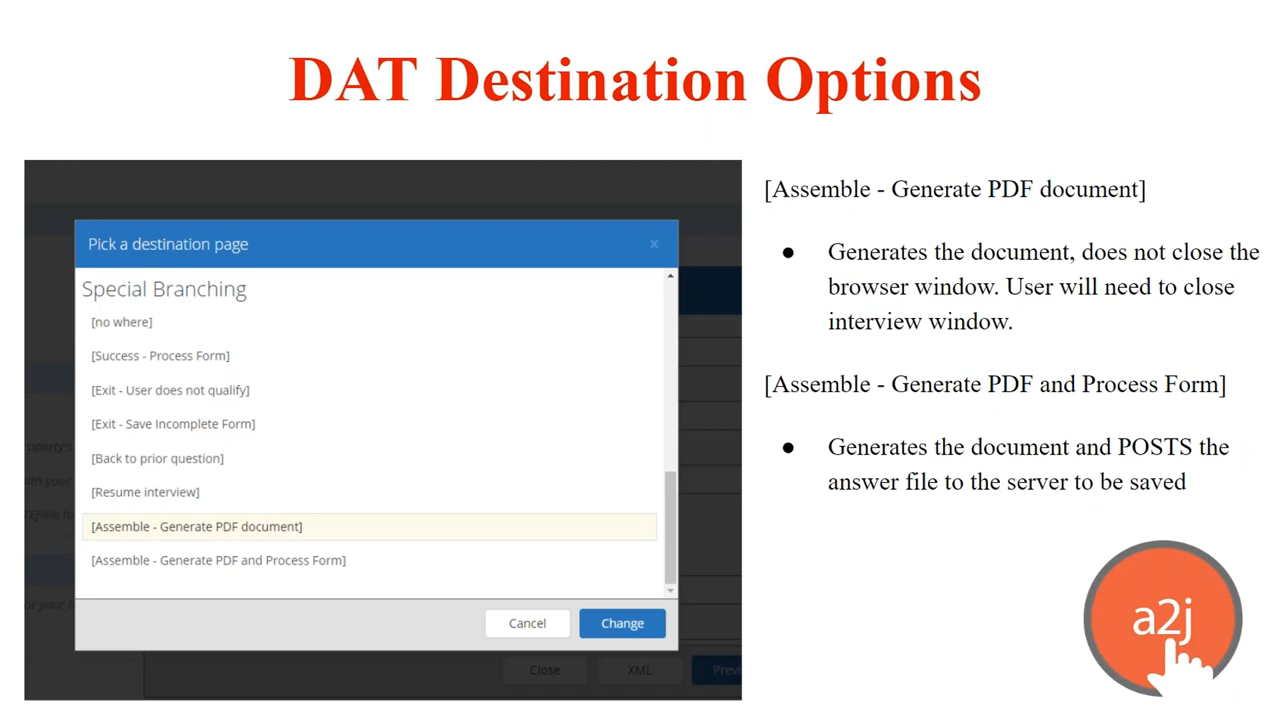 DAT Destination Options
Pick a destination page
x
Special Branching
[no where]
[Success - Process Form]
[Exit - User does not qualify]
[Exit - Save Incomplete Form]
[Back to prior question]
[Resume interview]
[Assemble - Generate PDF document]
[Assemble - Generate PDF and Process Form]
Cancel
Change
Close
XML
[Assemble - Generate PDF document]
● Generates the document, does not close the
browser window. User will need to close
interview window.
[Assemble - Generate PDF and Process Form]
● Generates the document and POSTS the
answer file to the server to be saved
a2j